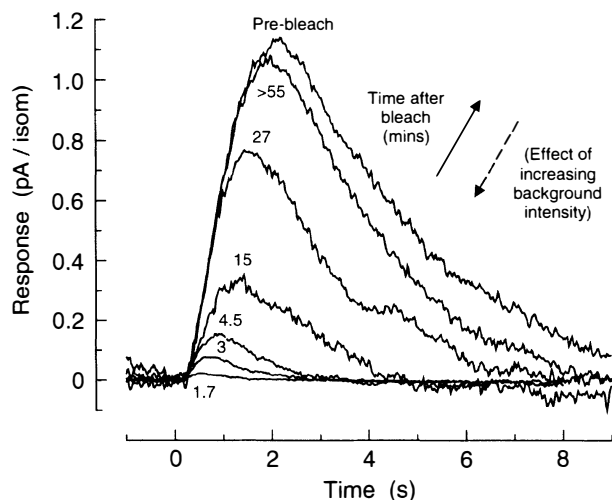 Pre-bleach
>55
27
15
4.5
3
1.7
Time after
bleach
(mins)
(Effect of
increasing
background
intensity)
Response (pA / isom)
1.2
1.0
0.8
0.6
0.4
0.2
0
0 2 4 6 8
Time (s)